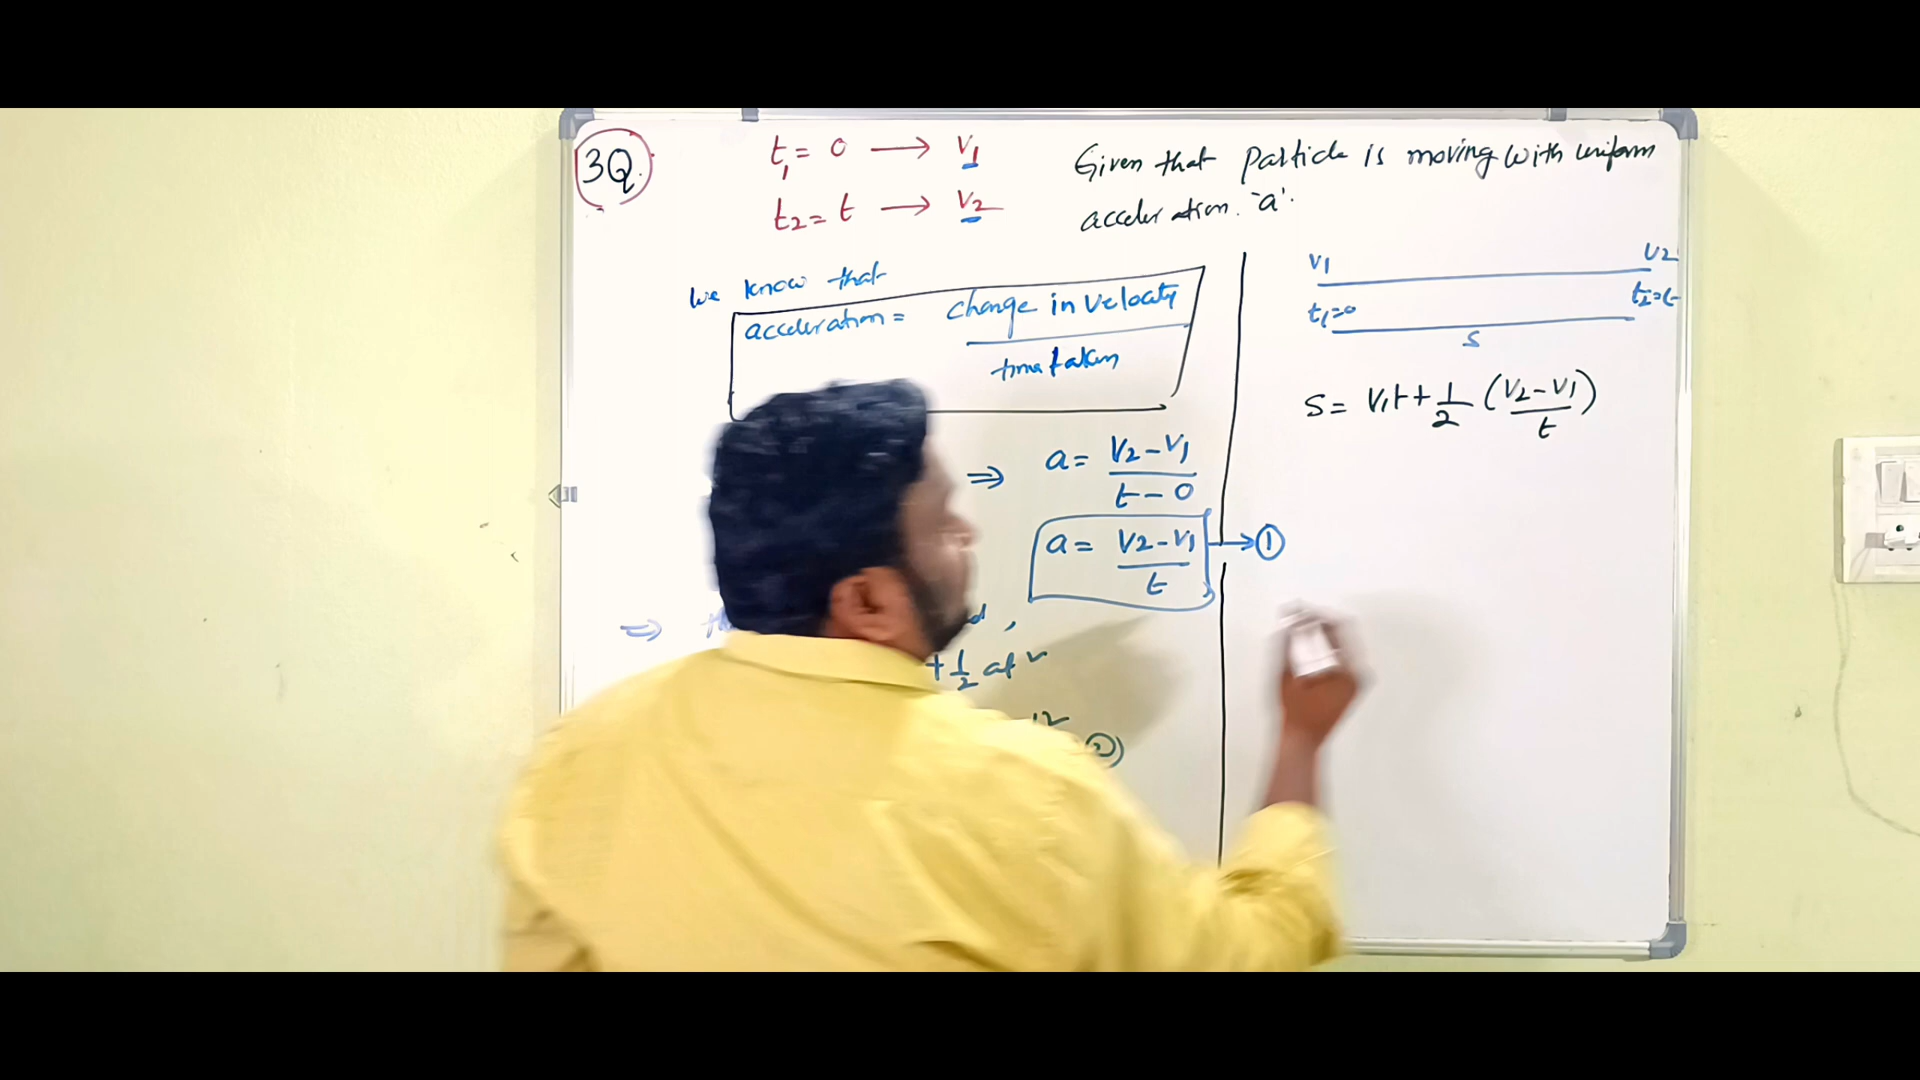 3Q.
t₁ = 0 → V₁
t₂ = t → V₂
Given that particle is moving with uniform
acceleration. 'a'.
we know that
acceleration = change in velocity / time taken
⇒ a = V₂ - V₁ / t - 0
a = V₂ - V₁ / t → ①
⇒
+ 1/2 at²
②
V₁ V₂
t₁=0 t₂=t
S
S = V₁t + 1/2 (V₂ - V₁ / t)